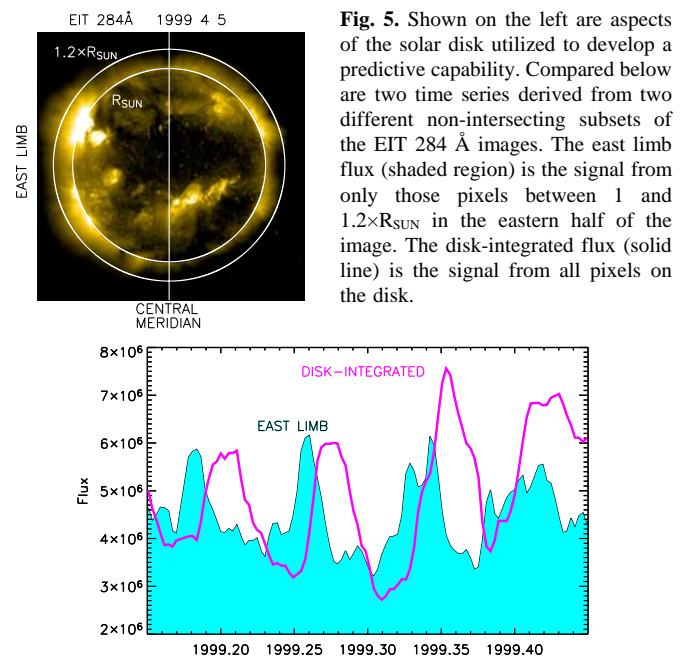 EIT 284Å 1999 4 5
1.2×R_SUN
R_SUN
EAST LIMB
CENTRAL
MERIDIAN
Fig. 5. Shown on the left are aspects
of the solar disk utilized to develop a
predictive capability. Compared below
are two time series derived from two
different non-intersecting subsets of
the EIT 284 Å images. The east limb
flux (shaded region) is the signal from
only those pixels between 1 and
1.2×R_SUN in the eastern half of the
image. The disk-integrated flux (solid
line) is the signal from all pixels on
the disk.
8×10⁶
7×10⁶
6×10⁶
5×10⁶
4×10⁶
3×10⁶
2×10⁶
Flux
DISK−INTEGRATED
EAST LIMB
1999.20 1999.25 1999.30 1999.35 1999.40